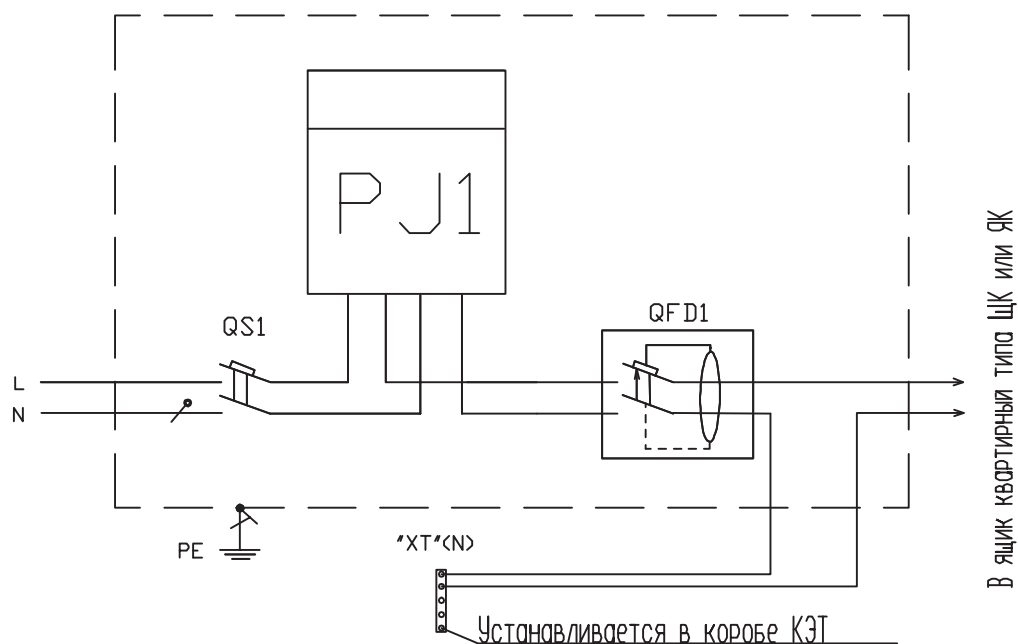 PJ1
QS1
QFD1
L
N
PE
"XT"(N)
Устанавливается в коробе КЭТ
В ящик квартирный типа ЩК или ЯК